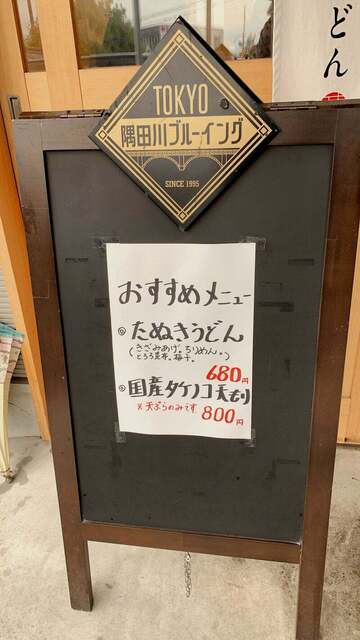 どん
TOKYO
隅田川ブルーイング
SINCE 1995
おすすめメニュー
たぬきうどん
(きざみあげ、ちりめん。
とろろ昆布、梅干。)
680円
国産タケノコ天もり
※天ぷらのみです 800円